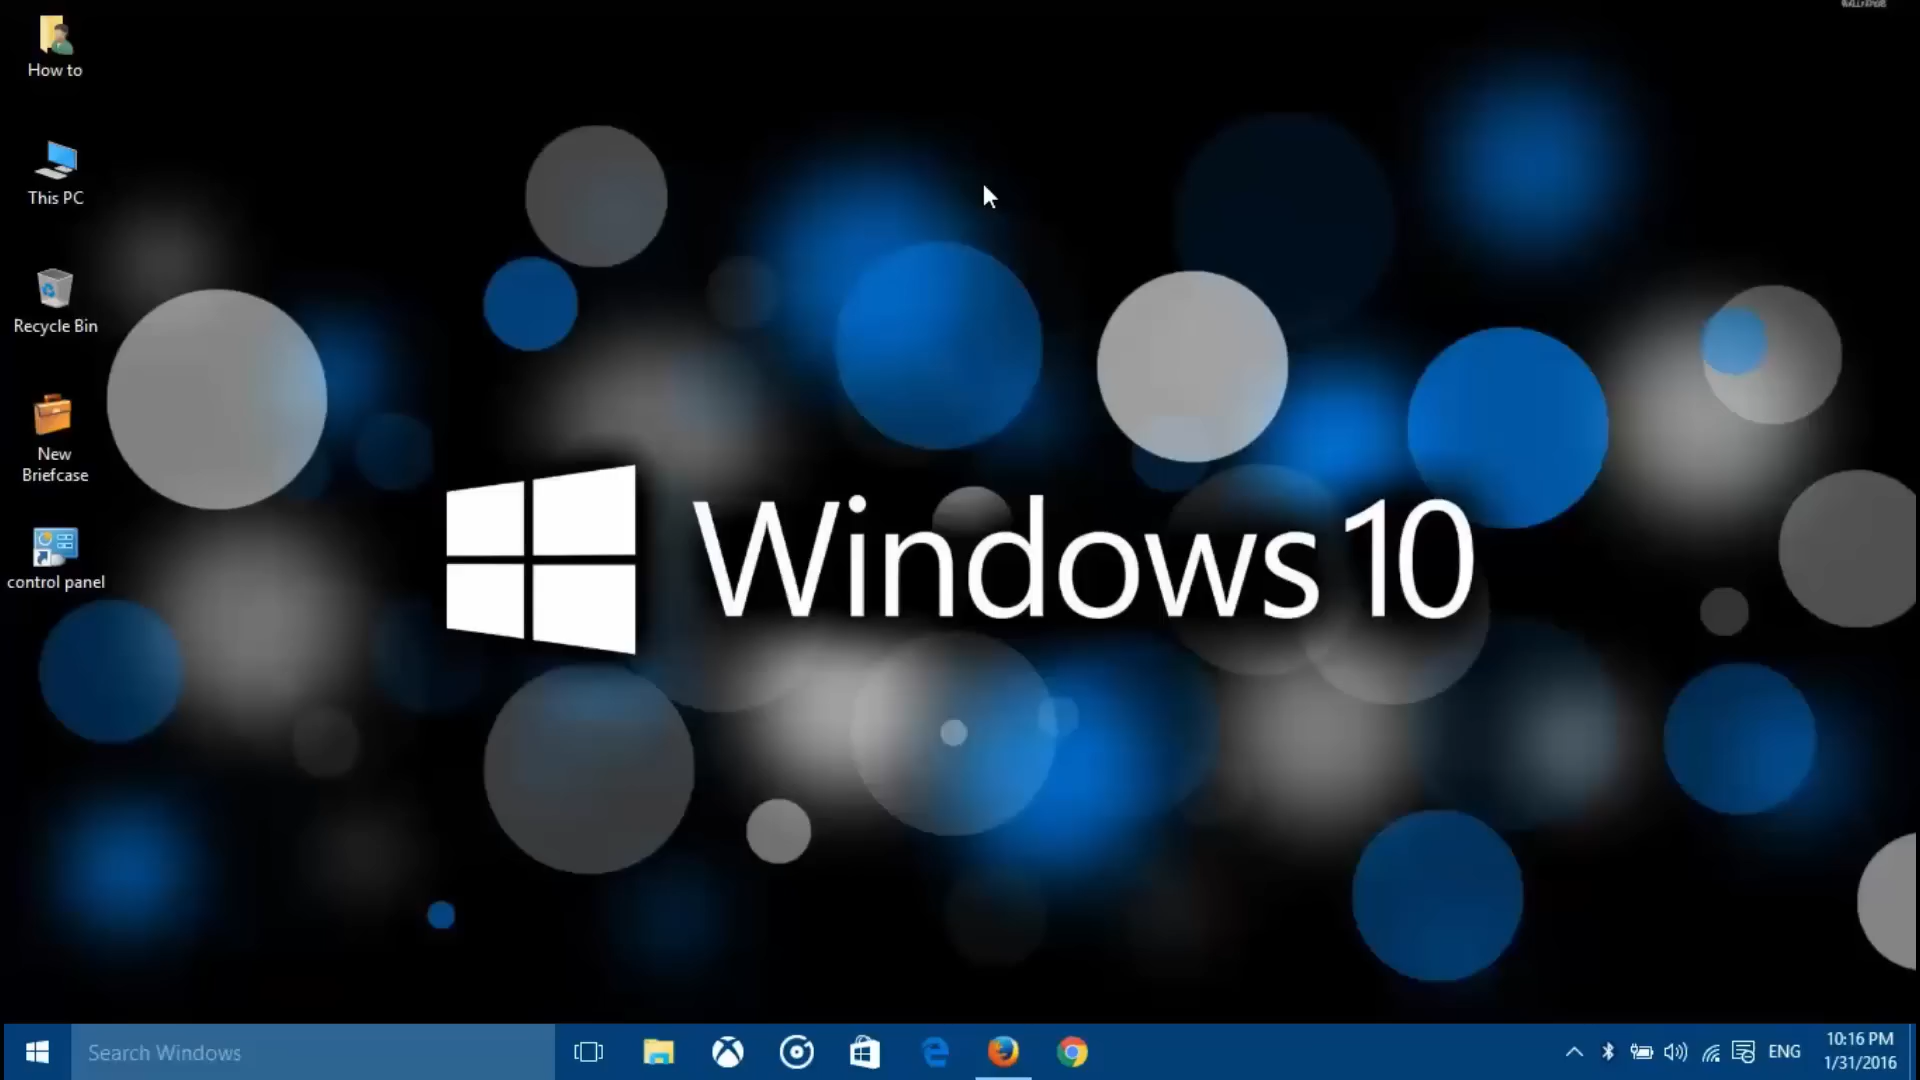 How to
This PC
Recycle Bin
New
Briefcase
control panel
Windows 10
Search Windows
ENG
10:16 PM
1/31/2016